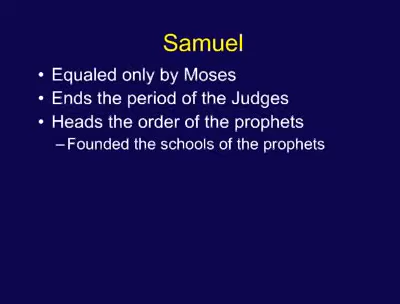 Samuel
• Equaled only by Moses
• Ends the period of the Judges
• Heads the order of the prophets
–Founded the schools of the prophets